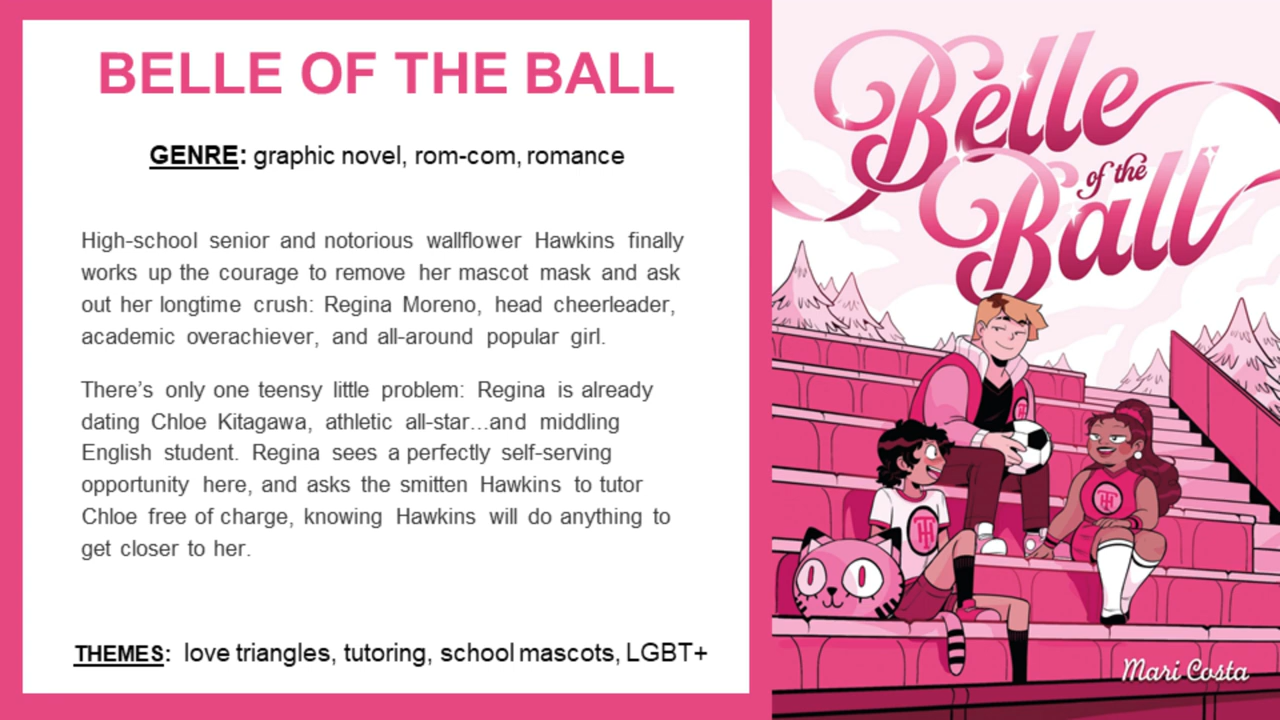 BELLE OF THE BALL
GENRE: graphic novel, rom-com, romance
High-school senior and notorious wallflower Hawkins finally
works up the courage to remove her mascot mask and ask
out her longtime crush: Regina Moreno, head cheerleader,
academic overachiever, and all-around popular girl.
There’s only one teensy little problem: Regina is already
dating Chloe Kitagawa, athletic all-star...and middling
English student. Regina sees a perfectly self-serving
opportunity here, and asks the smitten Hawkins to tutor
Chloe free of charge, knowing Hawkins will do anything to
get closer to her.
THEMES: love triangles, tutoring, school mascots, LGBT+
Belle
of the
Ball
TH
TH
TH
Mari Costa